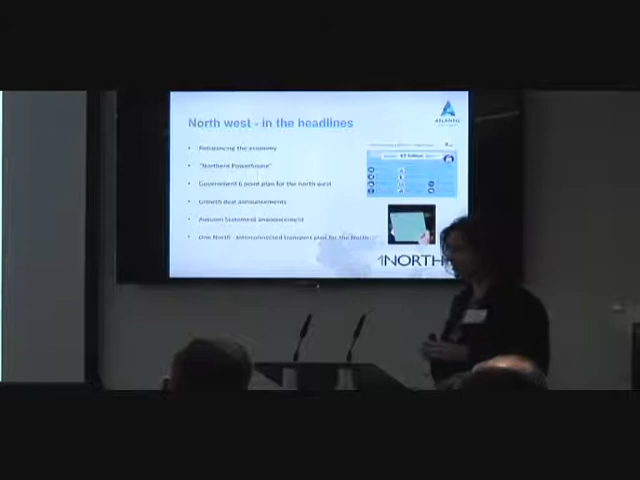 North west - in the headlines
ATLANTIC
Rebalancing the economy
"Northern Powerhouse"
Government 6 point plan for the north west
Growth deal announcements
Autumn Statement announcement
One North - Interconnected transport plan for the North
1NORTH